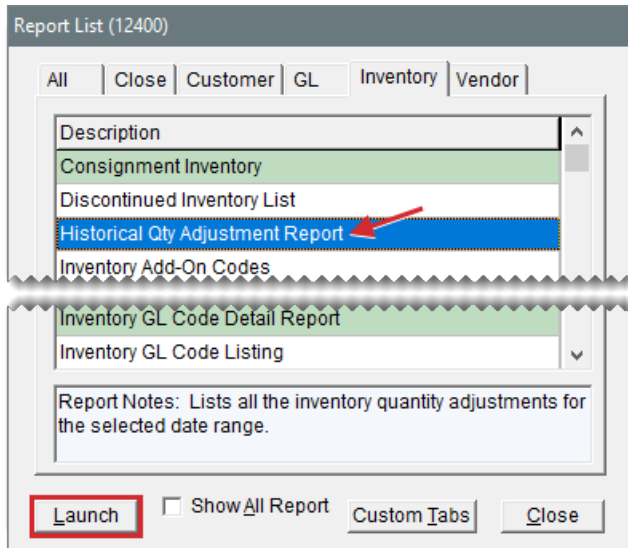 Report List (12400)
All Close Customer GL Inventory Vendor
Description
Consignment Inventory
Discontinued Inventory List
Historical Qty Adjustment Report
Inventory Add-On Codes
Inventory GL Code Detail Report
Inventory GL Code Listing
Report Notes:  Lists all the inventory quantity adjustments for
the selected date range.
Launch Show All Report Custom Tabs Close